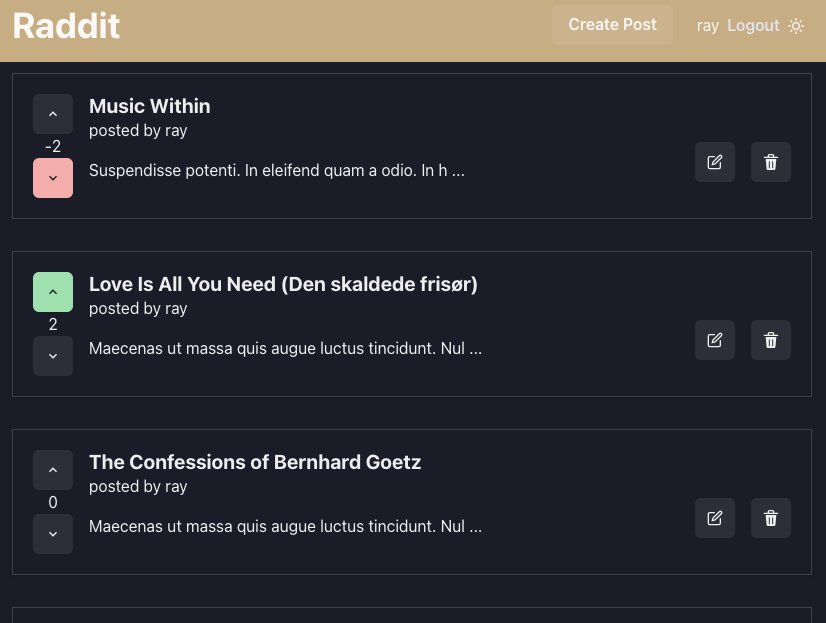 Raddit
Create Post
ray Logout
Music Within
posted by ray
-2
Suspendisse potenti. In eleifend quam a odio. In h ...
Love Is All You Need (Den skaldede frisør)
posted by ray
2
Maecenas ut massa quis augue luctus tincidunt. Nul ...
The Confessions of Bernhard Goetz
posted by ray
0
Maecenas ut massa quis augue luctus tincidunt. Nul ...